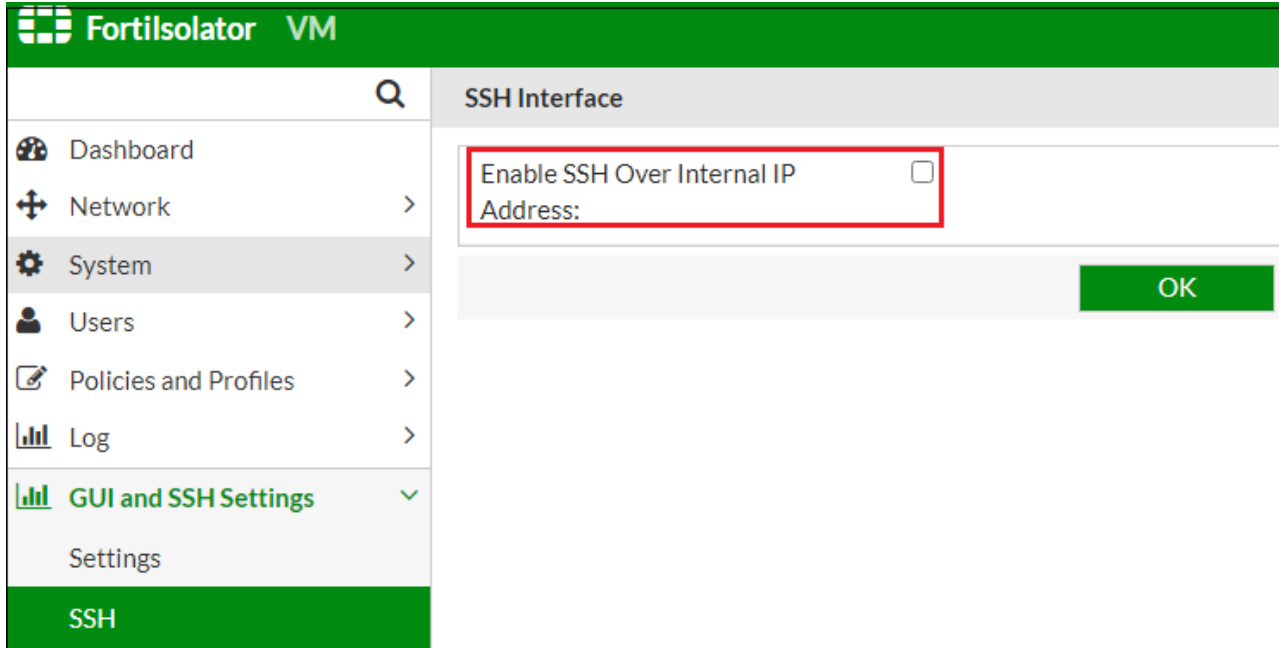 FortiIsolator VM
SSH Interface
Dashboard
Network
System
Users
Policies and Profiles
Log
GUI and SSH Settings
Settings
SSH
Enable SSH Over Internal IP
Address:
OK